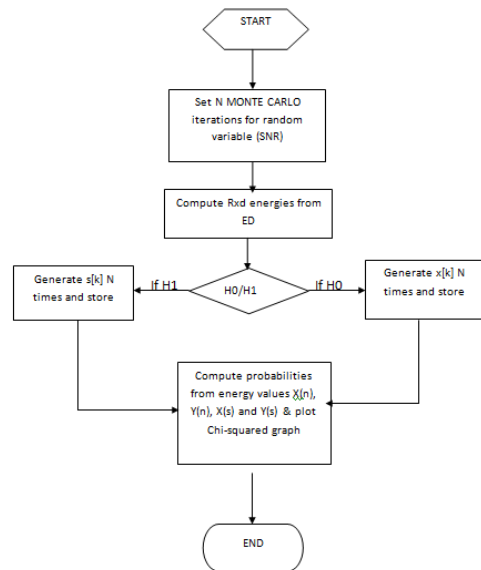 START
Set N MONTE CARLO
iterations for random
variable (SNR)
Compute Rxd energies from
ED
Generate s[k] N
times and store
If H1
H0/H1
If H0
Generate x[k] N
times and store
Compute probabilities
from energy values X(n),
Y(n), X(s) and Y(s) & plot
Chi-squared graph
END